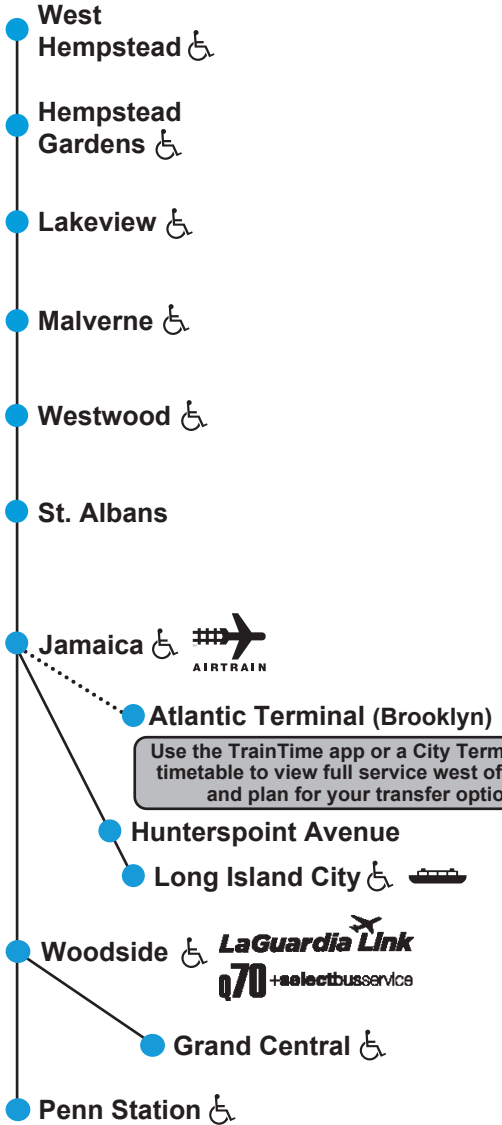 West
Hempstead
Hempstead
Gardens
Lakeview
Malverne
Westwood
St. Albans
Jamaica
AIRTRAIN
Atlantic Terminal (Brooklyn)
Use the TrainTime app or a City Term
timetable to view full service west of
and plan for your transfer optio
Hunterspoint Avenue
Long Island City
Woodside
LaGuardia Link
Q70 +selectbusservice
Grand Central
Penn Station